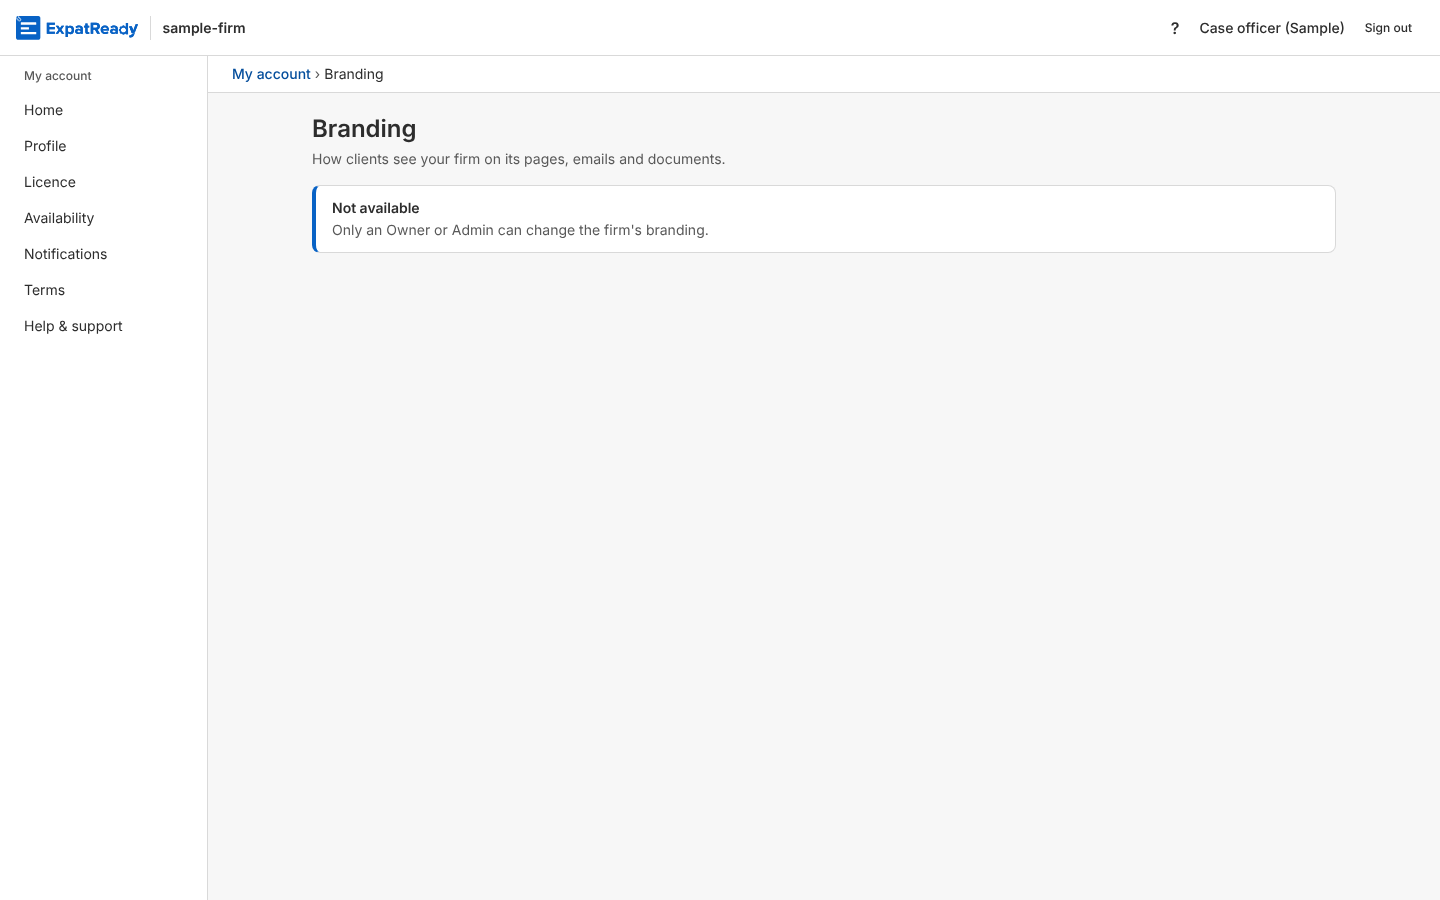 ExpatReady
sample-firm
?
Case officer (Sample)
Sign out
My account
Home
Profile
Licence
Availability
Notifications
Terms
Help & support
My account › Branding
Branding
How clients see your firm on its pages, emails and documents.
Not available
Only an Owner or Admin can change the firm's branding.